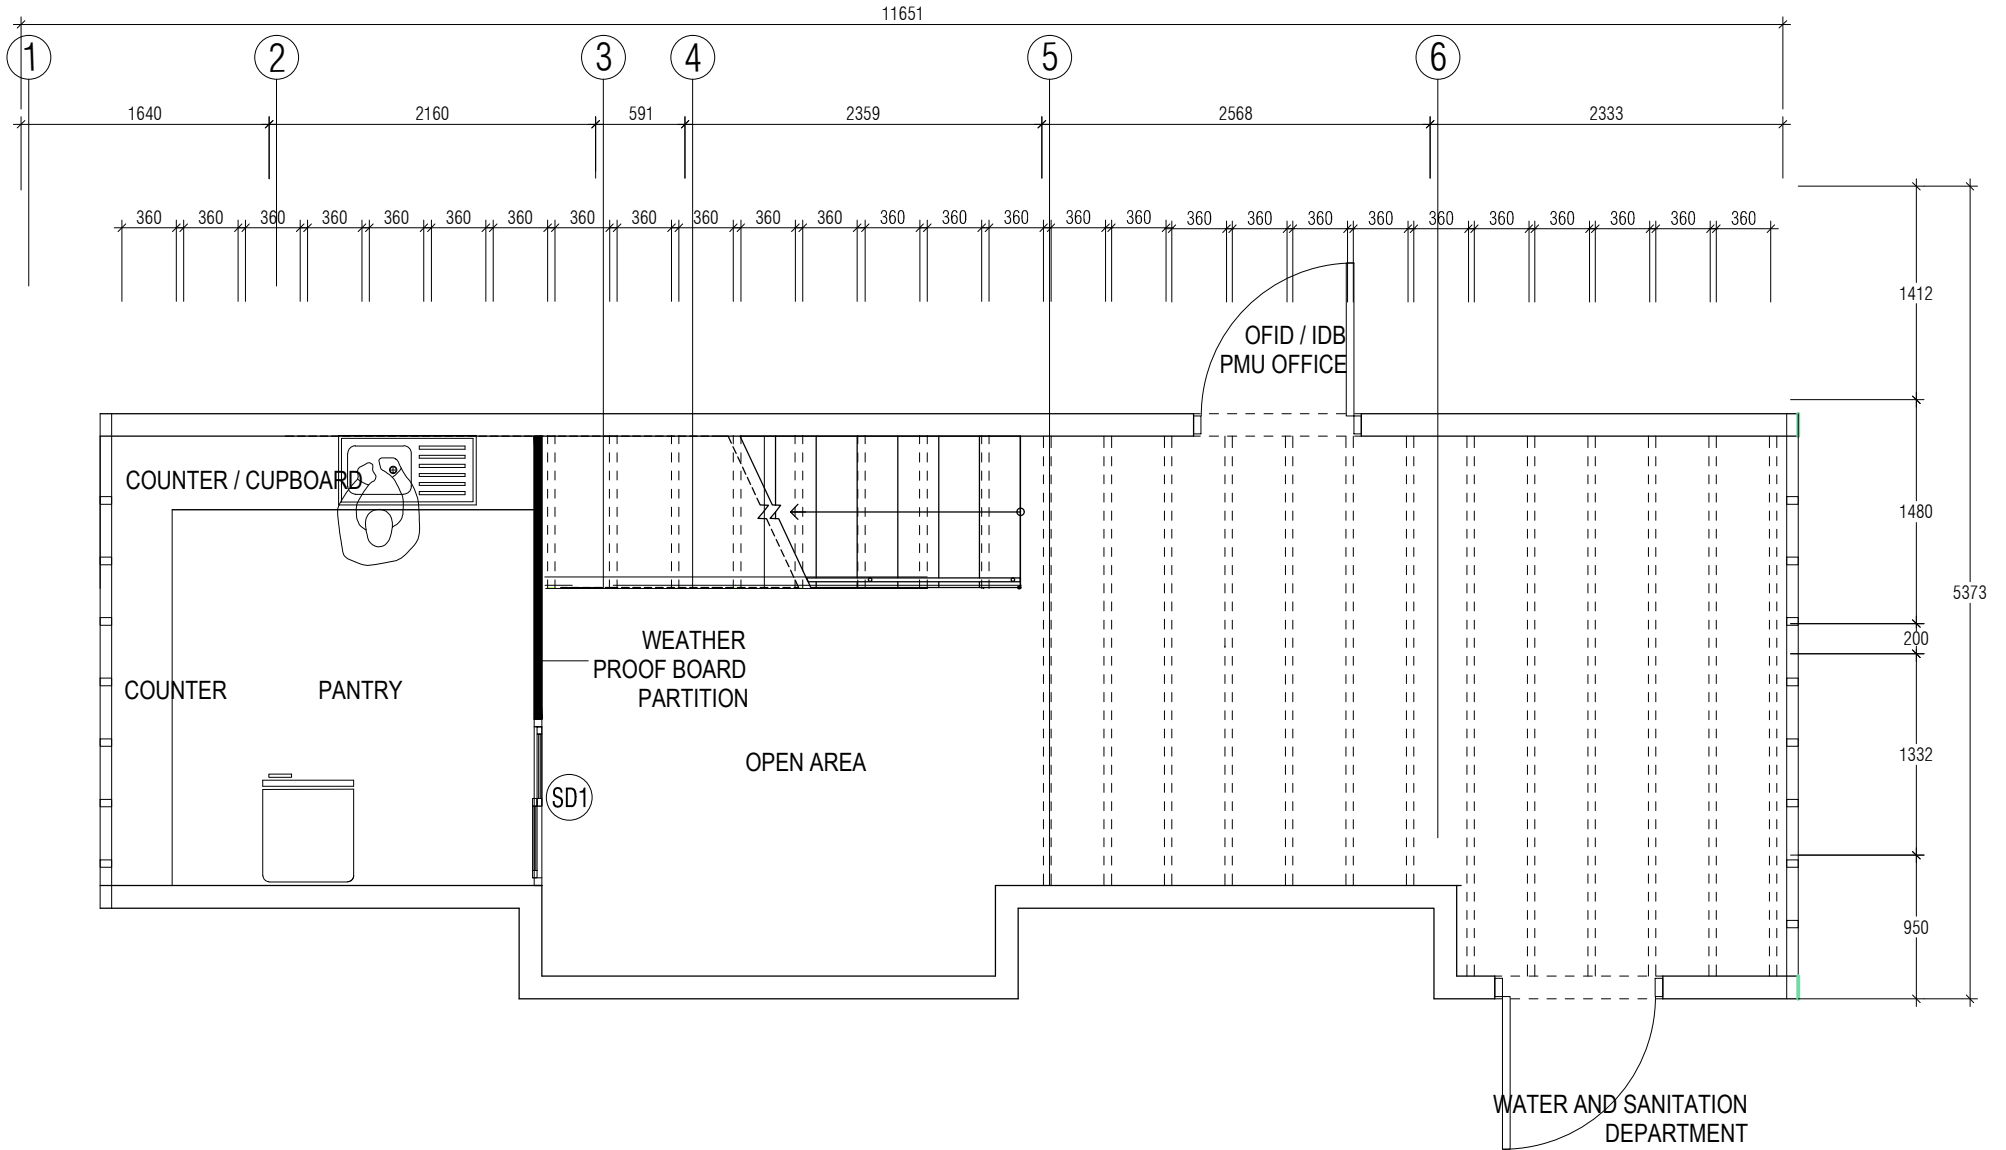 11651
1 2 3 4 5 6
1640 2160 591 2359 2568 2333
360 360 360 360 360 360 360 360 360 360 360 360 360 360 360 360 360 360 360 360 360 360 360 360 360 360 360
1412
OFID / IDB
PMU OFFICE
COUNTER / CUPBOARD
1480
5373
WEATHER
PROOF BOARD
PARTITION
200
COUNTER
PANTRY
OPEN AREA
1332
SD1
950
WATER AND SANITATION
DEPARTMENT